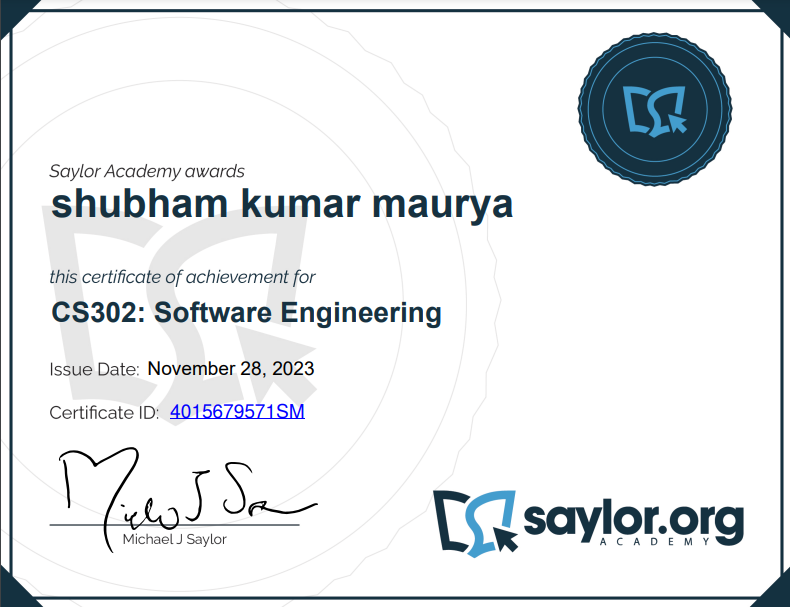 Saylor Academy awards
shubham kumar maurya
this certificate of achievement for
CS302: Software Engineering
Issue Date: November 28, 2023
Certificate ID: 4015679571SM
Michael J Saylor
saylor.org
ACADEMY